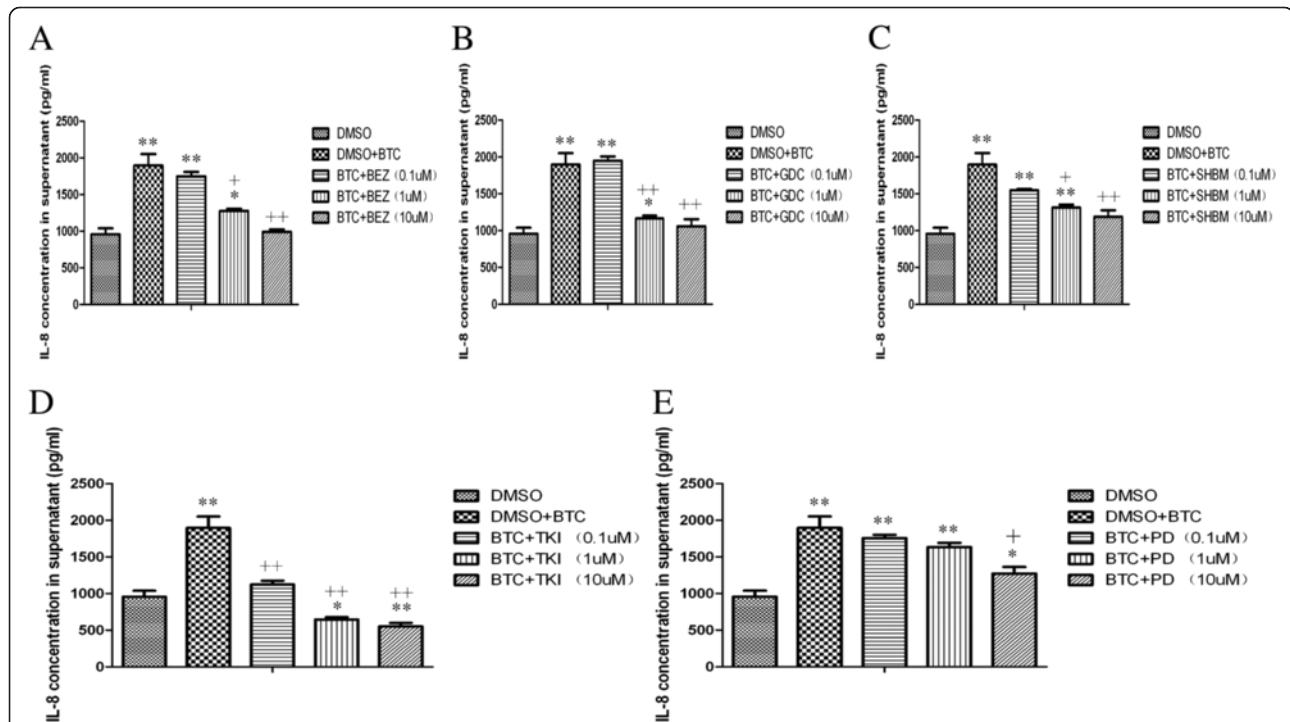 A
IL-8 concentration in supernatant (pg/ml)
2500
2000
1500
1000
500
0
**
**
+
*
++
DMSO
DMSO+BTC
BTC+BEZ (0.1uM)
BTC+BEZ (1uM)
BTC+BEZ (10uM)
B
IL-8 concentration in supernatant (pg/ml)
2500
2000
1500
1000
500
0
**
**
++
*
++
DMSO
DMSO+BTC
BTC+GDC (0.1uM)
BTC+GDC (1uM)
BTC+GDC (10uM)
C
IL-8 concentration in supernatant (pg/ml)
2500
2000
1500
1000
500
0
**
**
+
**
++
DMSO
DMSO+BTC
BTC+SHBM (0.1uM)
BTC+SHBM (1uM)
BTC+SHBM (10uM)
D
IL-8 concentration in supernatant (pg/ml)
2500
2000
1500
1000
500
0
**
++
++
*
++
**
DMSO
DMSO+BTC
BTC+TKI (0.1uM)
BTC+TKI (1uM)
BTC+TKI (10uM)
E
IL-8 concentration in supernatant (pg/ml)
2500
2000
1500
1000
500
0
**
**
**
+
*
DMSO
DMSO+BTC
BTC+PD (0.1uM)
BTC+PD (1uM)
BTC+PD (10uM)